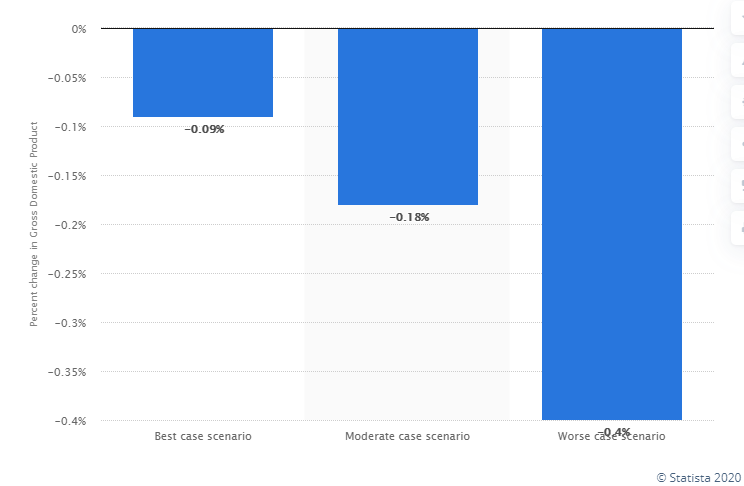 0%
-0.05%
-0.1%
-0.15%
-0.2%
-0.25%
-0.3%
-0.35%
-0.4%
Percent change in Gross Domestic Product
-0.09%
-0.18%
-0.4%
Best case scenario
Moderate case scenario
Worse case scenario
© Statista 2020